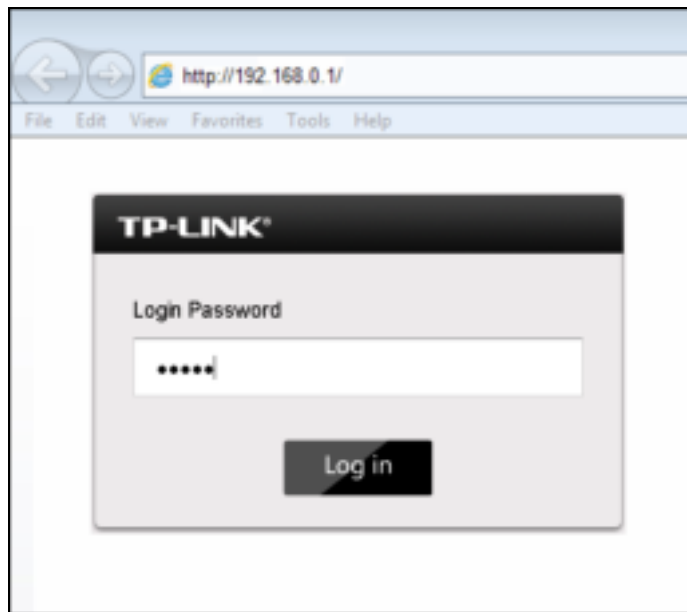 http://192.168.0.1/
File Edit View Favorites Tools Help
TP-LINK®
Login Password
•••••
Log in